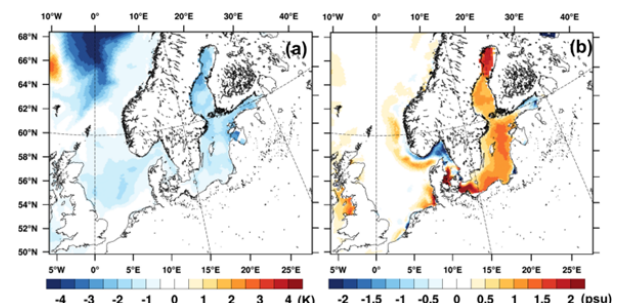 10°W 0° 10°E 20°E 30°E 40°E 10°W 0° 10°E 20°E 30°E 40°E
68°N (a) 68°N (b)
66°N 66°N
64°N 64°N
62°N 62°N
60°N 60°N
58°N 58°N
56°N 56°N
54°N 54°N
52°N 52°N
50°N 50°N
5°W 0° 5°E 10°E 15°E 20°E 25°E 5°W 0° 5°E 10°E 15°E 20°E 25°E
-4 -3 -2 -1 0 1 2 3 4 (K) -2 -1.5 -1 -0.5 0 0.5 1 1.5 2 (psu)